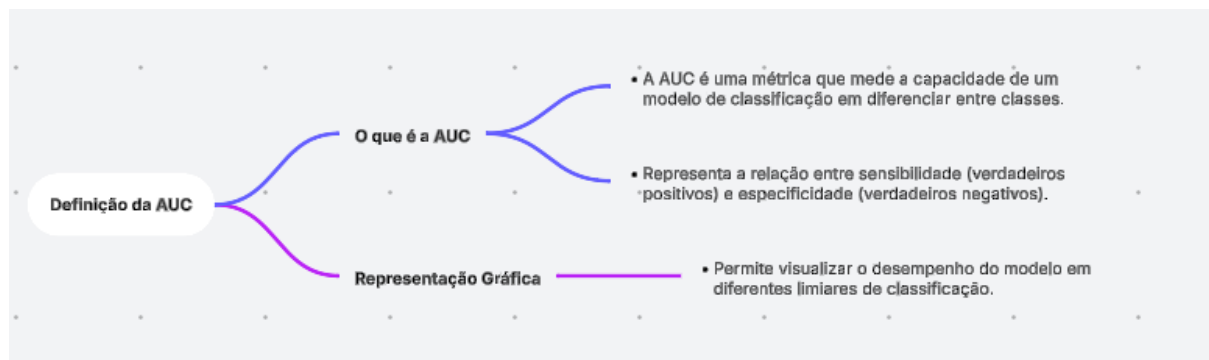 Definição da AUC
O que é a AUC
• A AUC é uma métrica que mede a capacidade de um
modelo de classificação em diferenciar entre classes.
• Representa a relação entre sensibilidade (verdadeiros
positivos) e especificidade (verdadeiros negativos).
Representação Gráfica
• Permite visualizar o desempenho do modelo em
diferentes limiares de classificação.